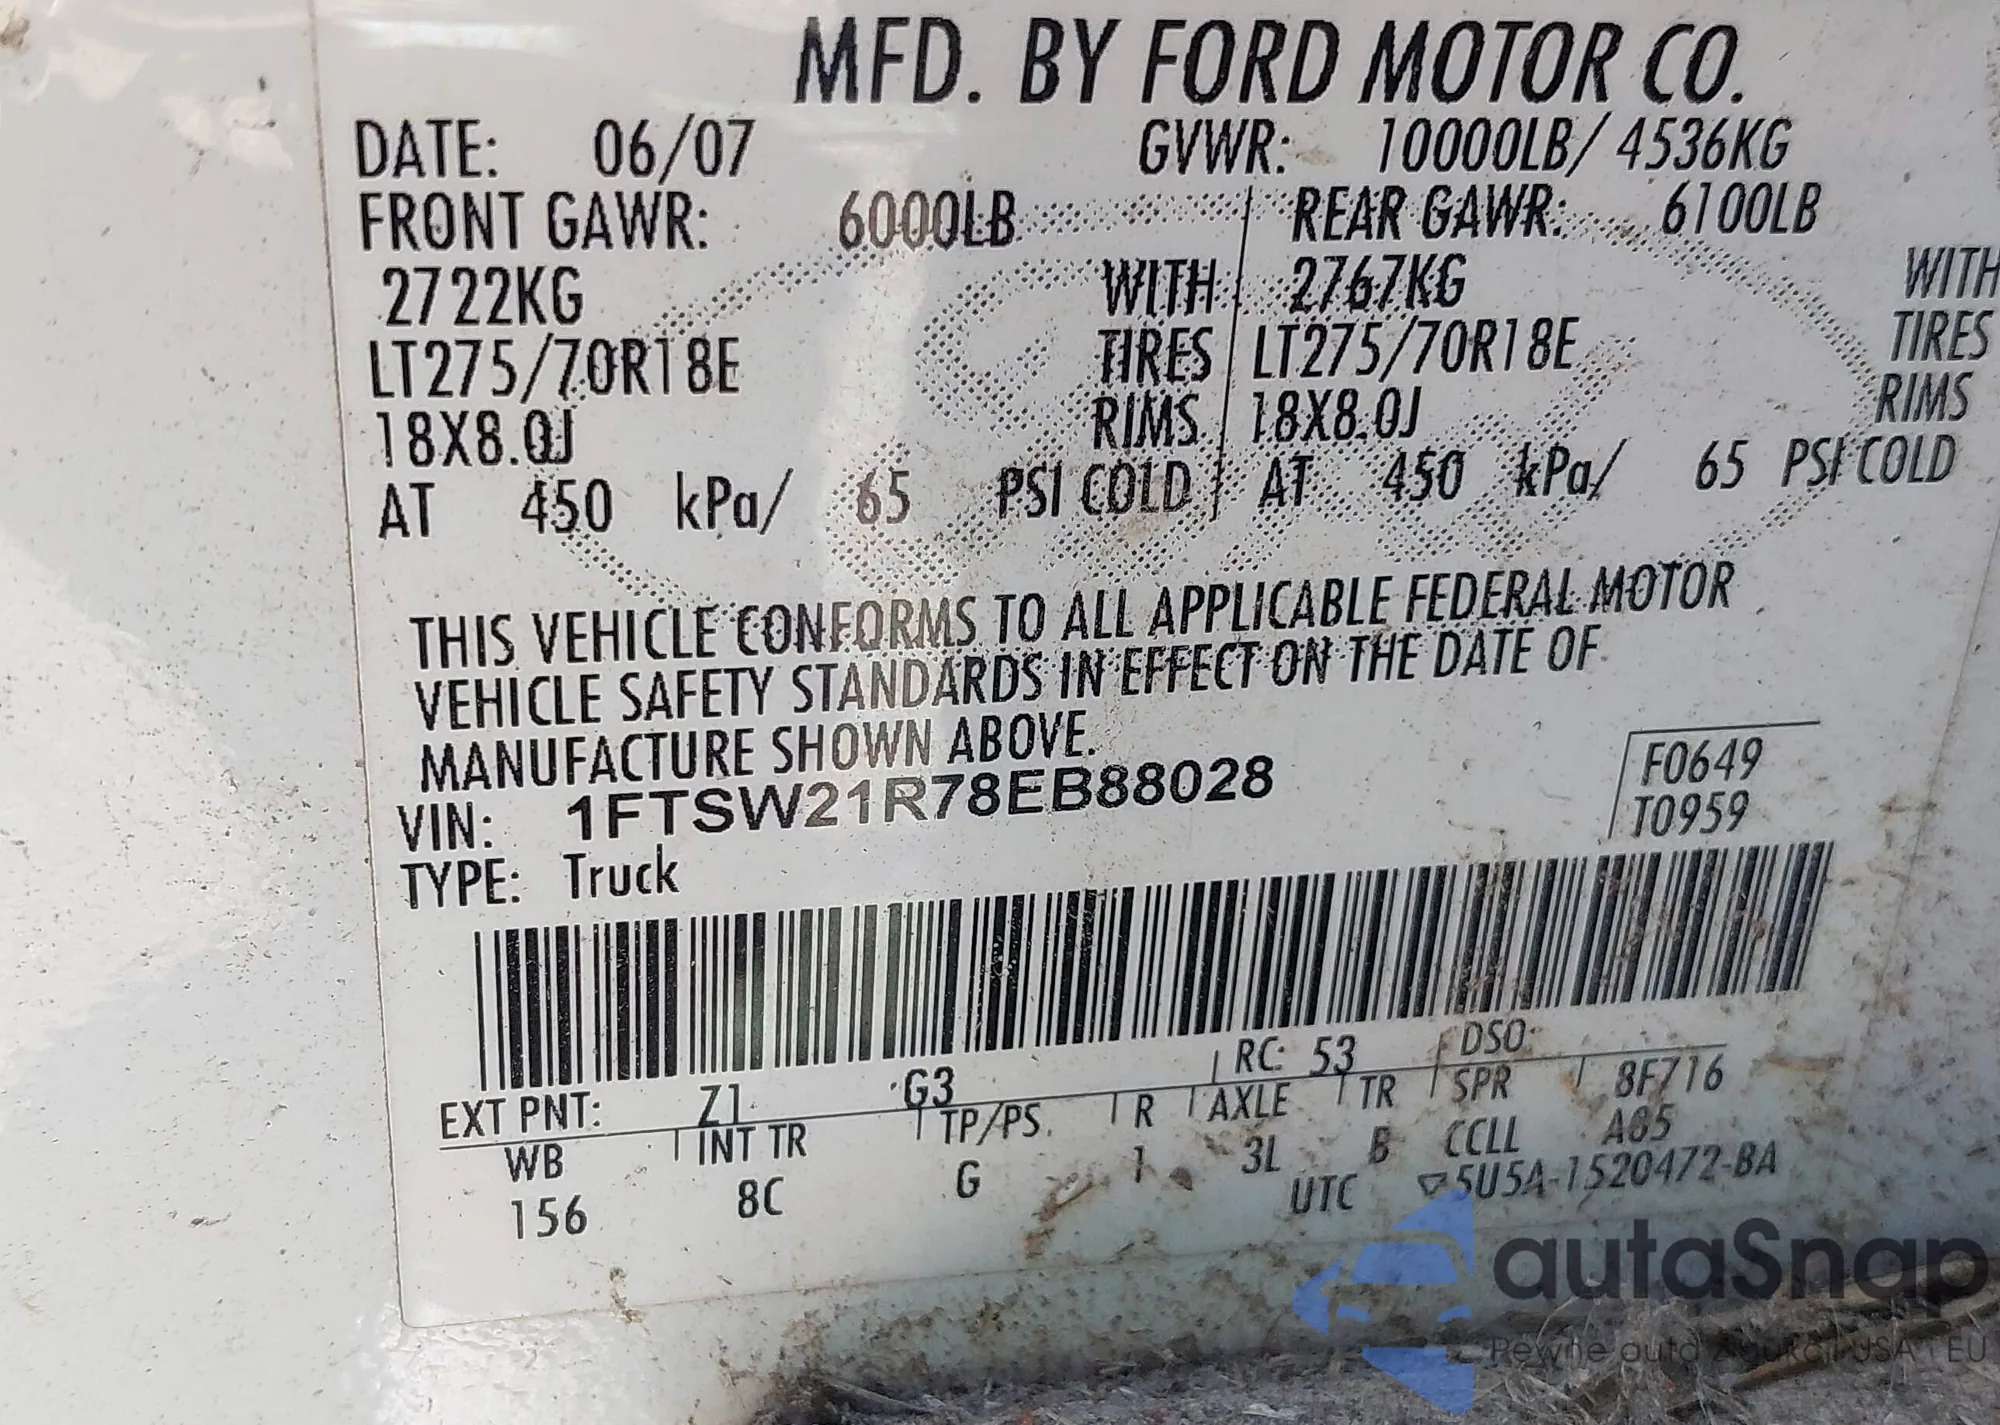 MFD. BY FORD MOTOR CO.
DATE: 06/07 GVWR: 10000LB/ 4536KG
FRONT GAWR: 6000LB REAR GAWR: 6100LB
2722KG WITH 2767KG WITH
LT275/70R18E TIRES LT275/70R18E TIRES
18X8.0J RIMS 18X8.0J RIMS
AT 450 kPa/ 65 PSI COLD AT 450 kPa/ 65 PSI COLD
THIS VEHICLE CONFORMS TO ALL APPLICABLE FEDERAL MOTOR
VEHICLE SAFETY STANDARDS IN EFFECT ON THE DATE OF
MANUFACTURE SHOWN ABOVE.
VIN: 1FTSW21R78EB88028
F0649
T0959
TYPE: Truck
EXT PNT: Z1 G3 RC: 53 DSO:
WB INT TR TP/PS R AXLE TR SPR 8F716
156 8C G 1 3L B CCLL A85
UTC 5U5A-1520472-BA
autaSnap
Pewne auta z aukcji USA i EU